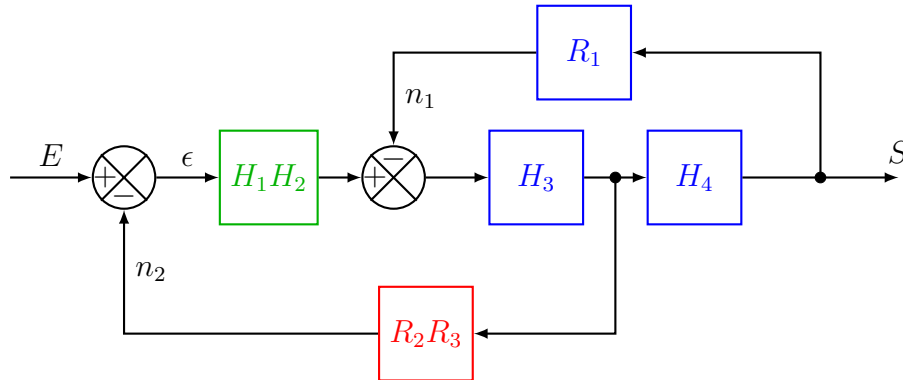 R₁
n₁
E
ϵ
H₁H₂
H₃
H₄
S
+
−
+
−
n₂
R₂R₃